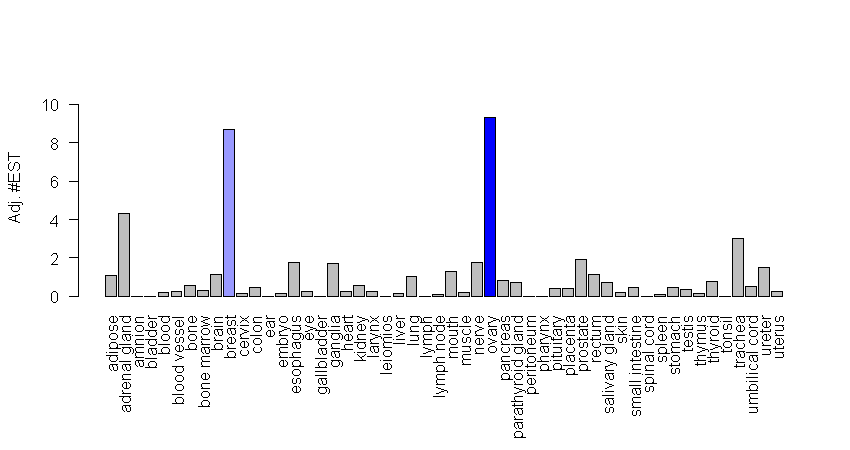 Adj. #EST
10
8
6
4
2
0
adipose
adrenal gland
amnion
bladder
blood
blood vessel
bone
bone marrow
brain
breast
cervix
colon
ear
embryo
esophagus
eye
gallbladder
ganglia
heart
kidney
larynx
leiomios
liver
lung
lymph
lymph node
mouth
muscle
nerve
ovary
pancreas
parathyroid gland
peritoneum
pharynx
pituitary
placenta
prostate
rectum
salivary gland
skin
small intestine
spinal cord
spleen
stomach
testis
thymus
thyroid
tonsil
trachea
umbilical cord
ureter
uterus